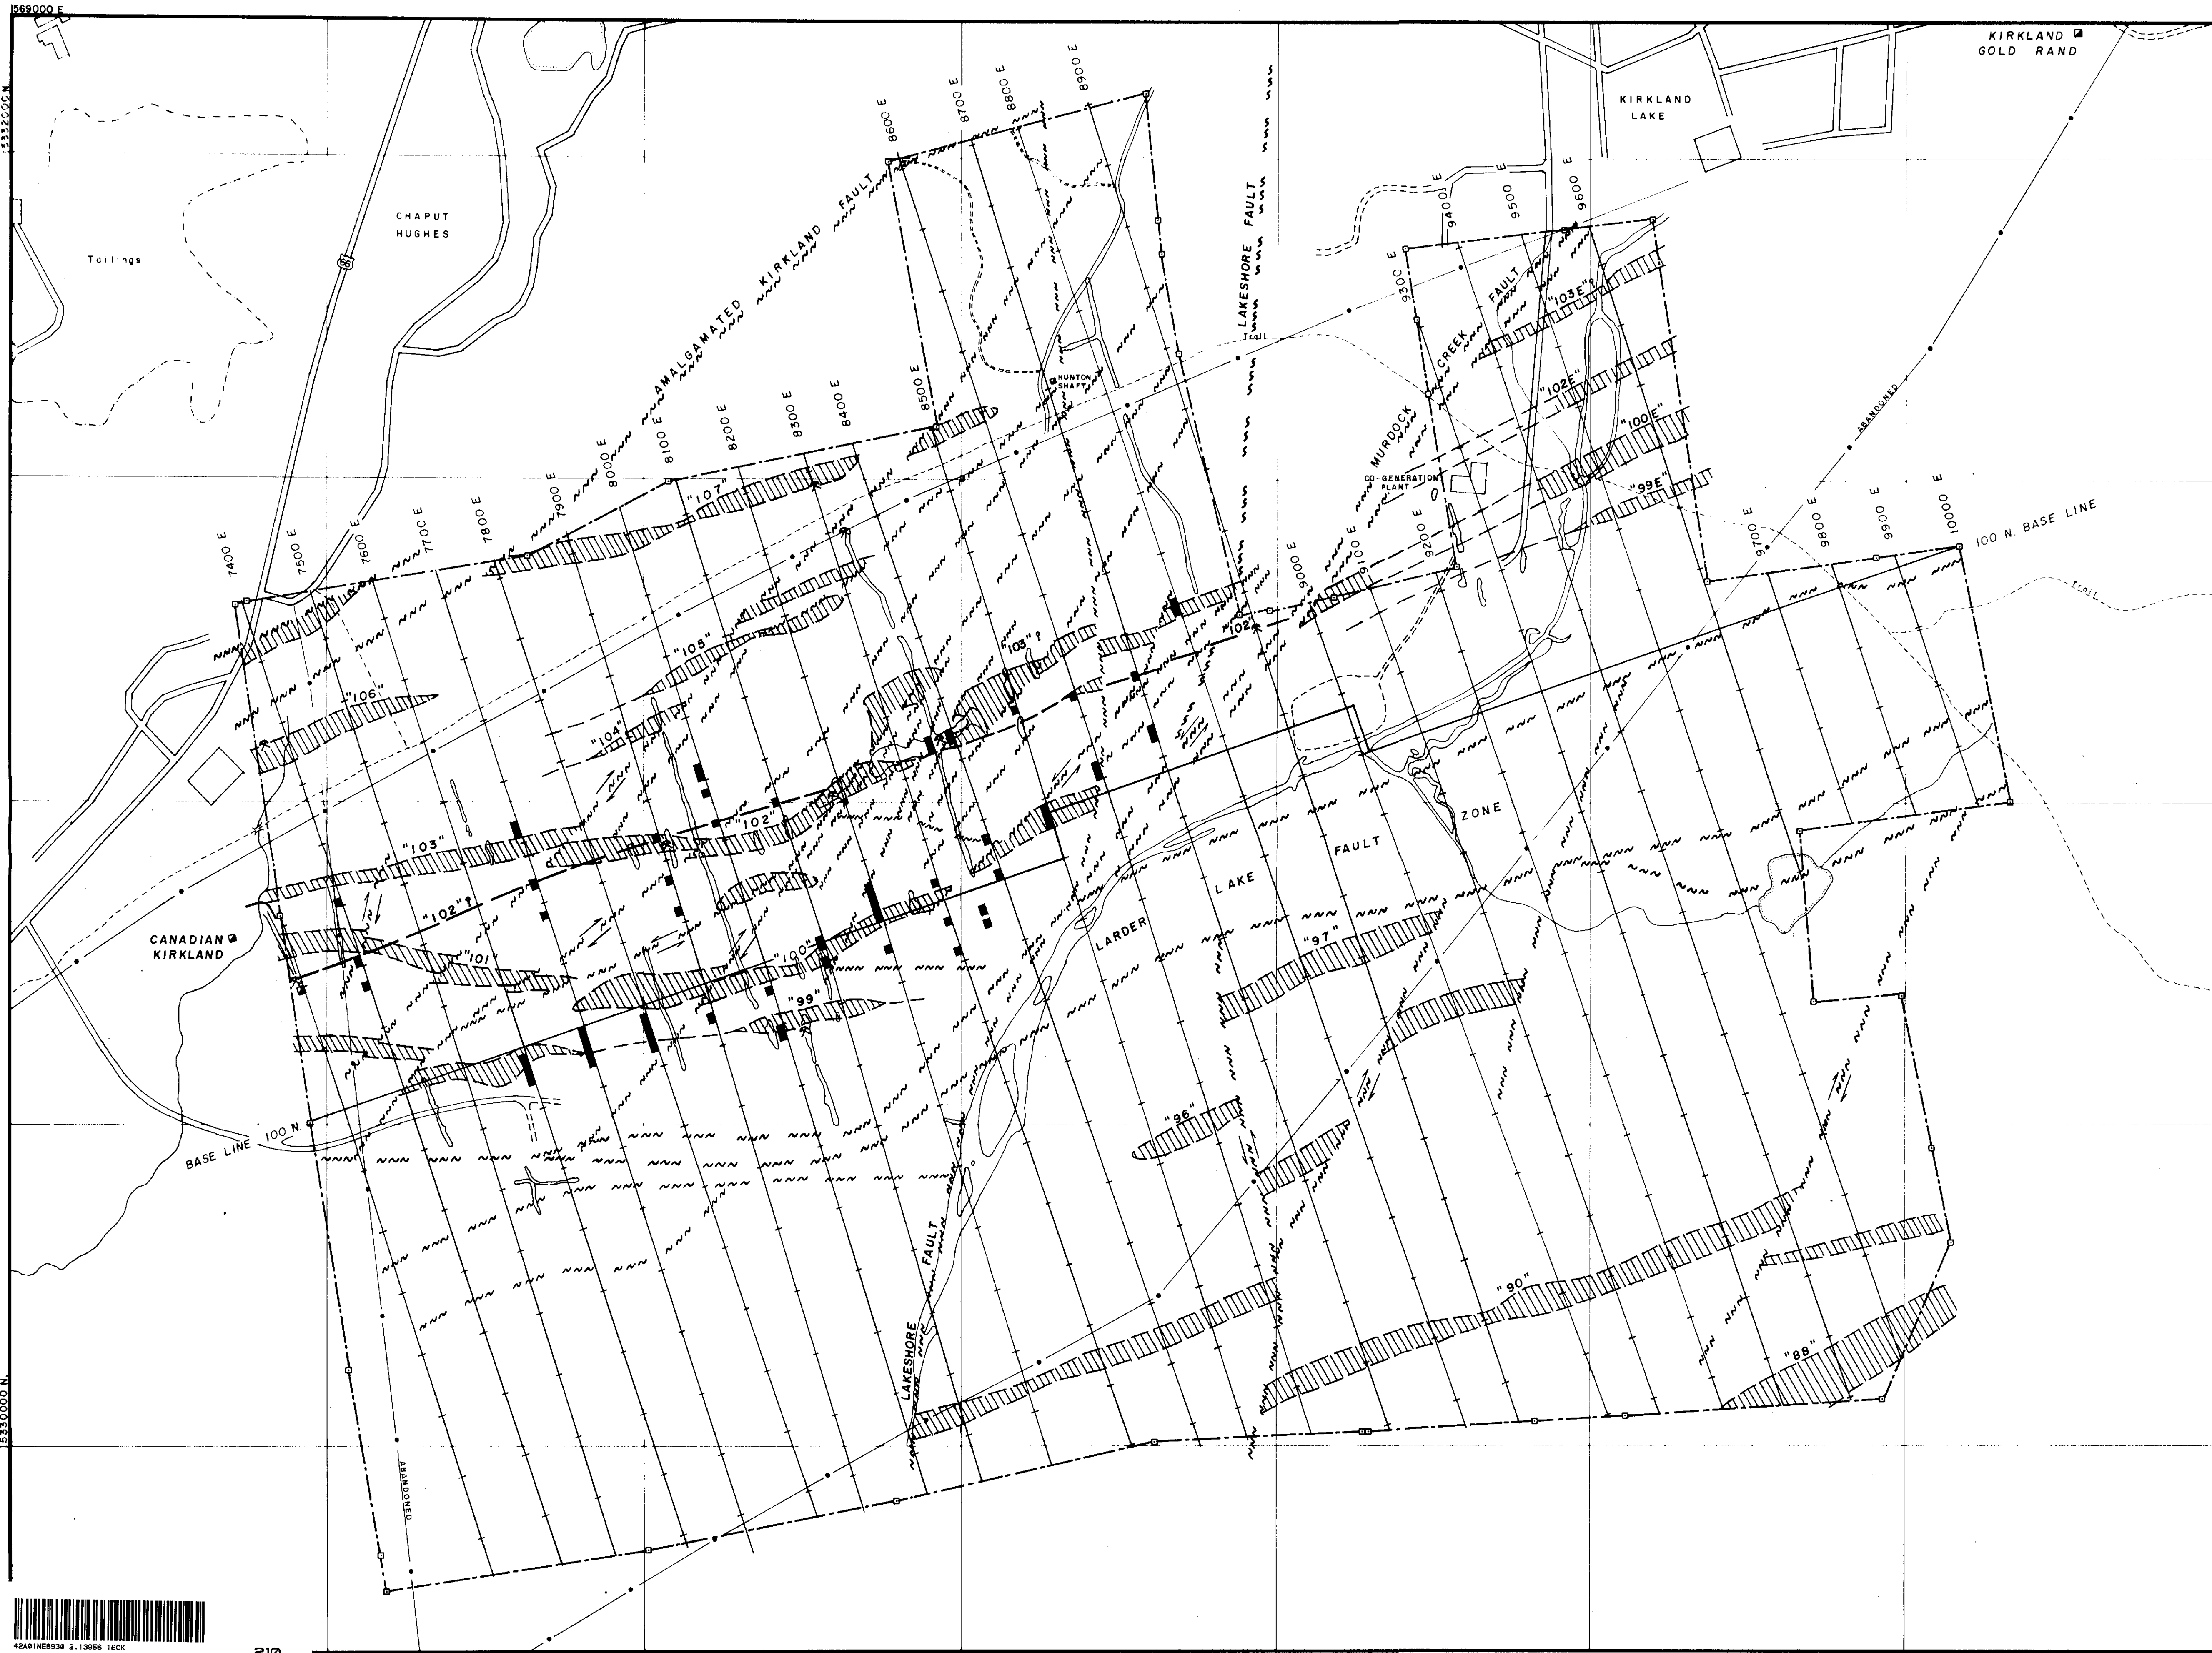 569000 E
5332000 N
KIRKLAND
GOLD RAND
KIRKLAND
LAKE
CHAPUT
HUGHES
Tailings
66
8600 E
8700 E
8800 E
8900 E
AMALGAMATED KIRKLAND FAULT
LAKESHORE FAULT
Trail
9300 E
9400 E
9500 E
9600 E
MURDOCK CREEK FAULT
"103E"?
"102E"
"100E"
"99E"
HUNTON
SHAFT
CO-GENERATION
PLANT
ABANDONED
7400 E
7500 E
7600 E
7700 E
7800 E
7900 E
8000 E
8100 E
8200 E
8300 E
8400 E
8500 E
9000 E
9100 E
9200 E
9700 E
9800 E
9900 E
10000 E
100 N. BASE LINE
Trail
"107"
"106"
"105"
"104"
"103"?
"102"
"103"
"102"
"102"?
"101"
"100"
"99"
CANADIAN
KIRKLAND
LARDER LAKE FAULT ZONE
"97"
"96"
"90"
"88"
BASE LINE 100 N.
LAKESHORE FAULT
ABANDONED
5330000 N.
42A01NE8930 2.13956 TECK
210